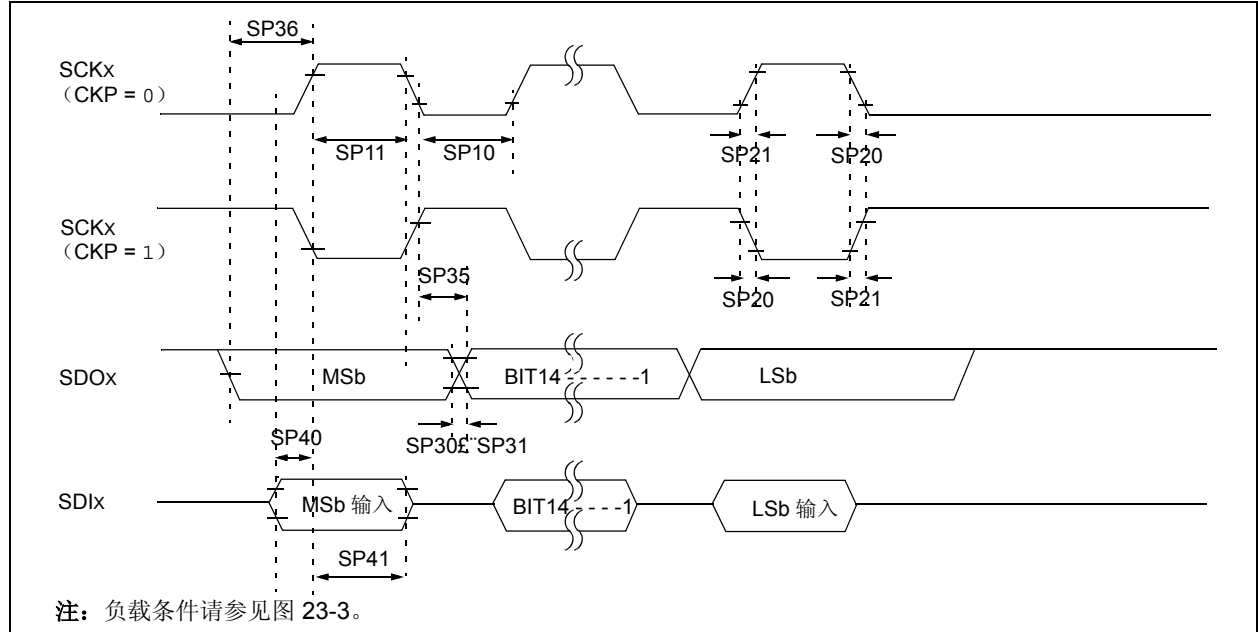 SP36
SCKx
（CKP = 0）
SP11
SP10
SP21
SP20
SCKx
（CKP = 1）
SP35
SP20
SP21
SDOx
MSb
BIT14 - - - - - -1
LSb
SP40
SP30£¨SP31
SDIx
MSb 输入
BIT14 - - - -1
LSb 输入
SP41
注：负载条件请参见图 23-3。